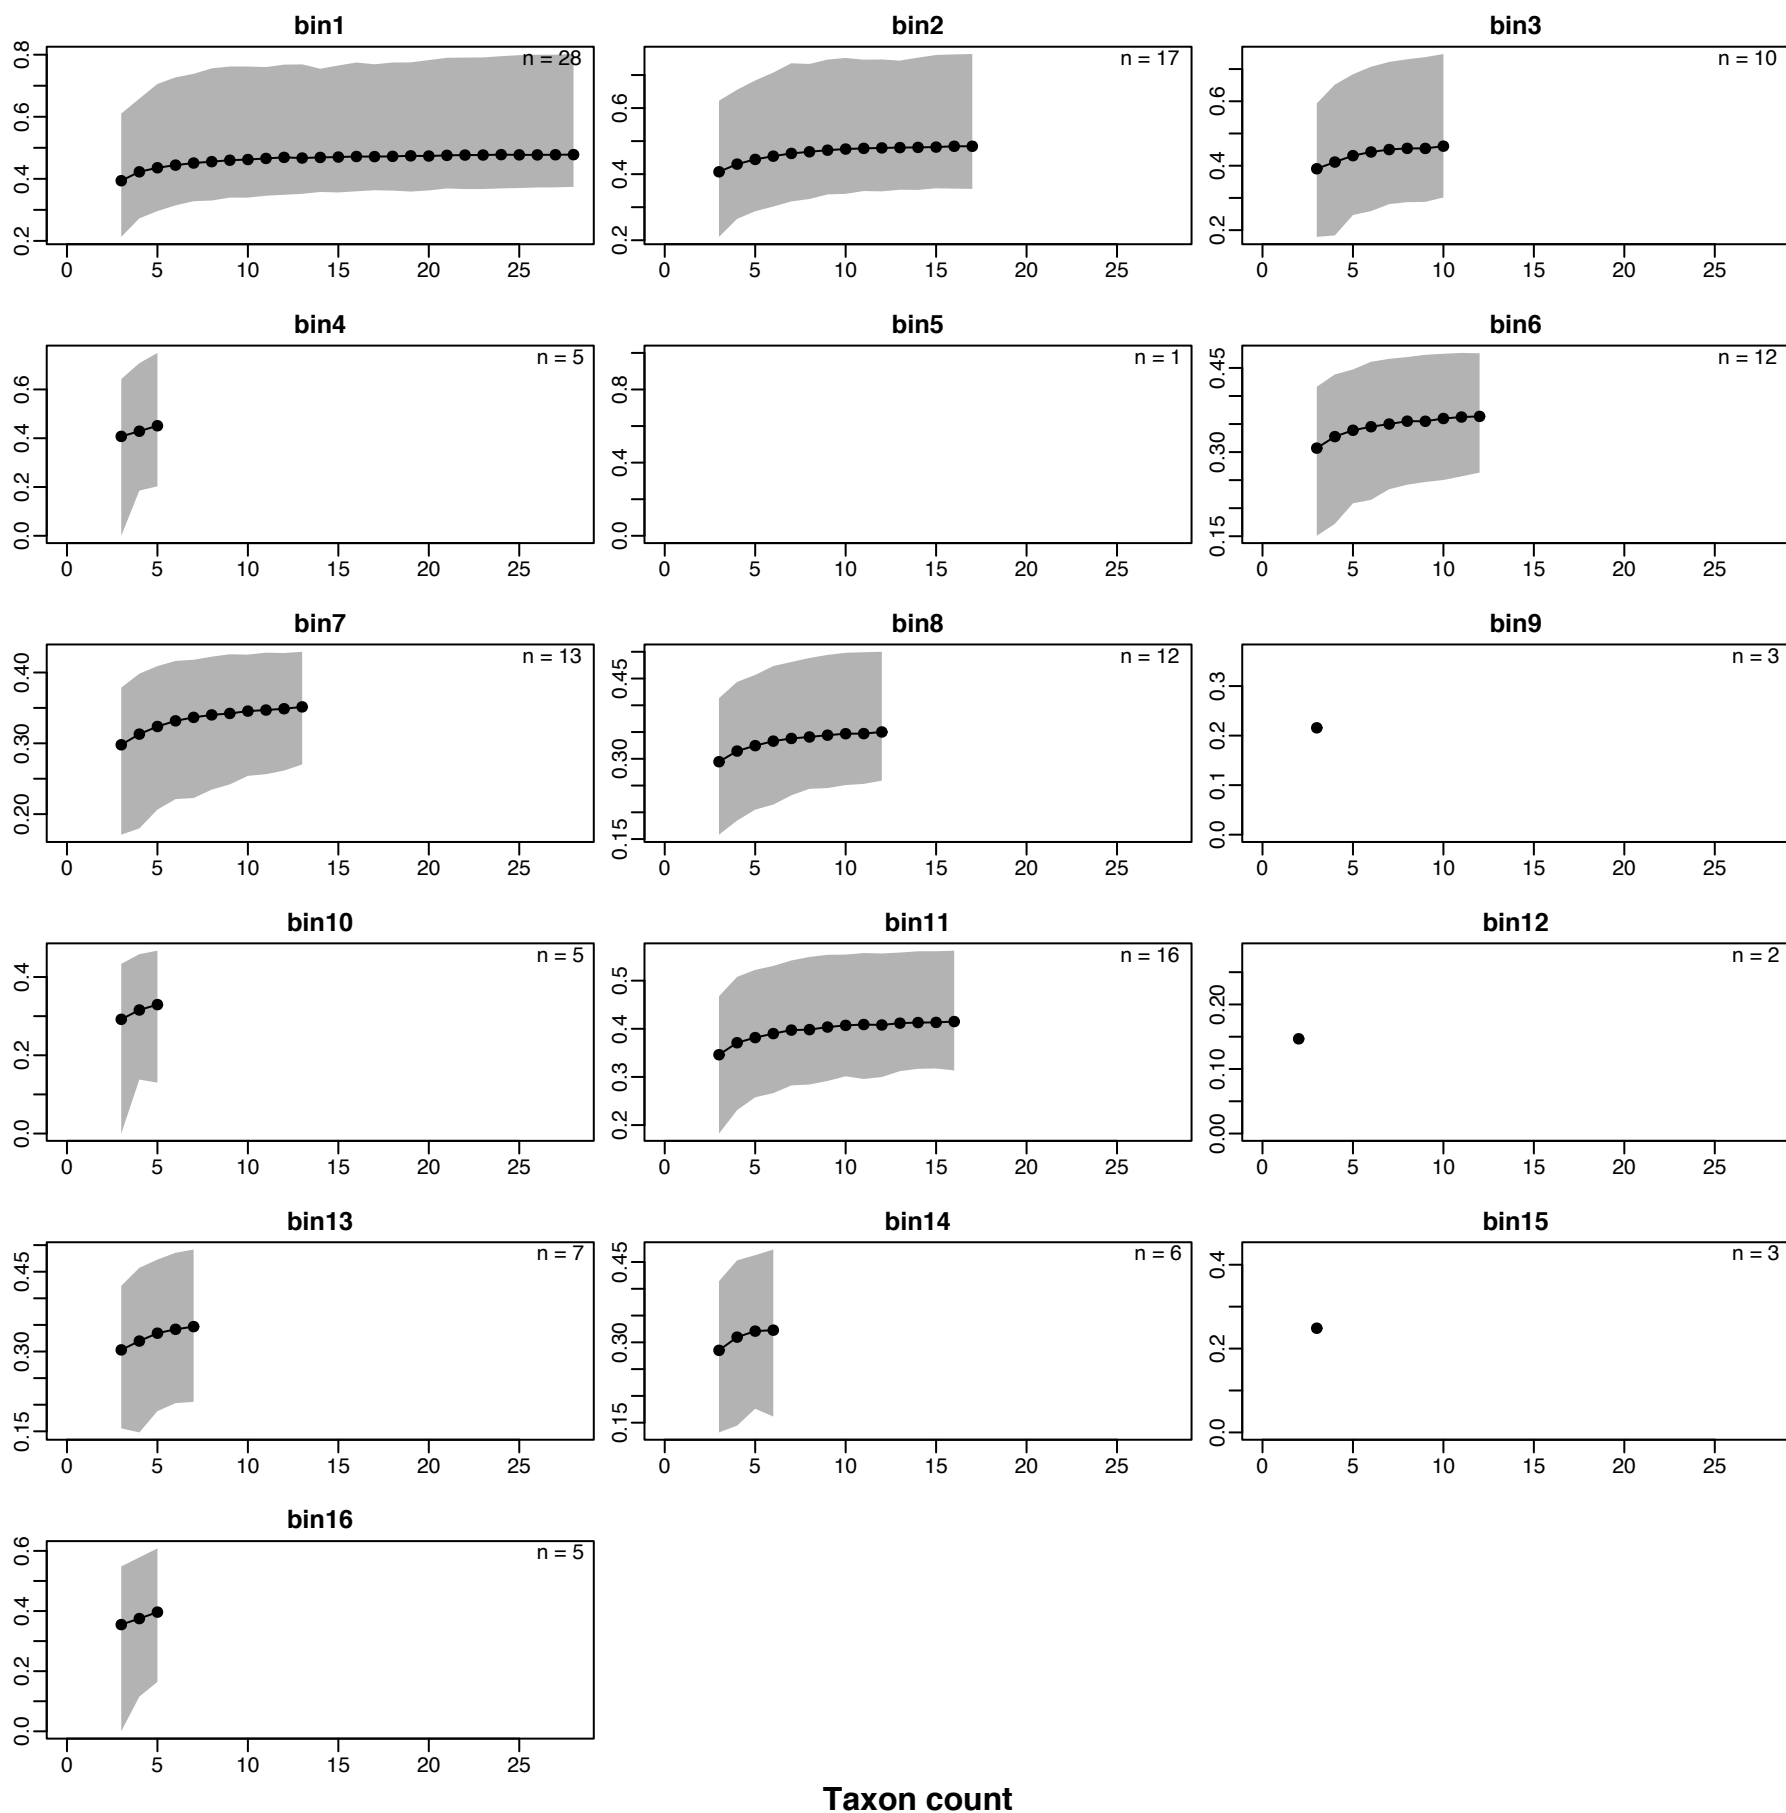 bin1 bin2 bin3
n = 28 n = 17 n = 10
0.2 0.4 0.6 0.8
0.2 0.4 0.6
0.2 0.4 0.6
0 5 10 15 20 25 0 5 10 15 20 25 0 5 10 15 20 25
bin4 bin5 bin6
n = 5 n = 1 n = 12
0.0 0.2 0.4 0.6
0.0 0.4 0.8
0.15 0.30 0.45
0 5 10 15 20 25 0 5 10 15 20 25 0 5 10 15 20 25
bin7 bin8 bin9
n = 13 n = 12 n = 3
0.20 0.30 0.40
0.15 0.30 0.45
0.0 0.1 0.2 0.3
0 5 10 15 20 25 0 5 10 15 20 25 0 5 10 15 20 25
bin10 bin11 bin12
n = 5 n = 16 n = 2
0.0 0.2 0.4
0.2 0.3 0.4 0.5
0.00 0.10 0.20
0 5 10 15 20 25 0 5 10 15 20 25 0 5 10 15 20 25
bin13 bin14 bin15
n = 7 n = 6 n = 3
0.15 0.30 0.45
0.15 0.30 0.45
0.0 0.2 0.4
0 5 10 15 20 25 0 5 10 15 20 25 0 5 10 15 20 25
bin16
n = 5
0.0 0.2 0.4 0.6
0 5 10 15 20 25
Taxon count